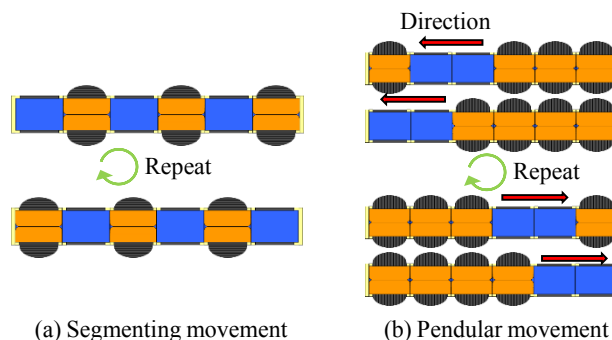 Direction
Repeat
Repeat
(a) Segmenting movement
(b) Pendular movement